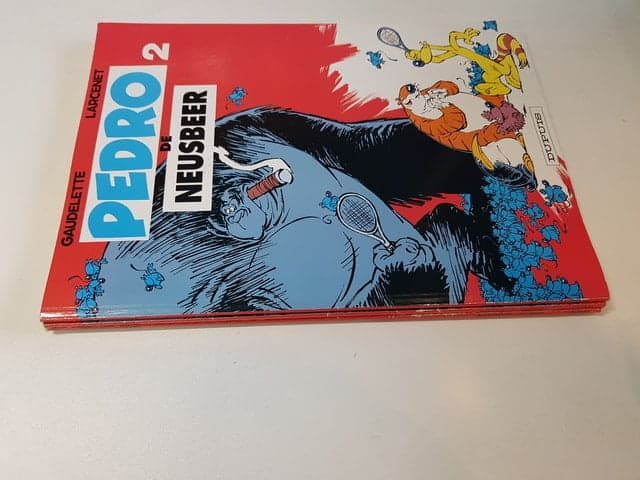 GAUDELETTE LARCENET
PEDRO 2
DE
NEUSBEER
DUPUIS